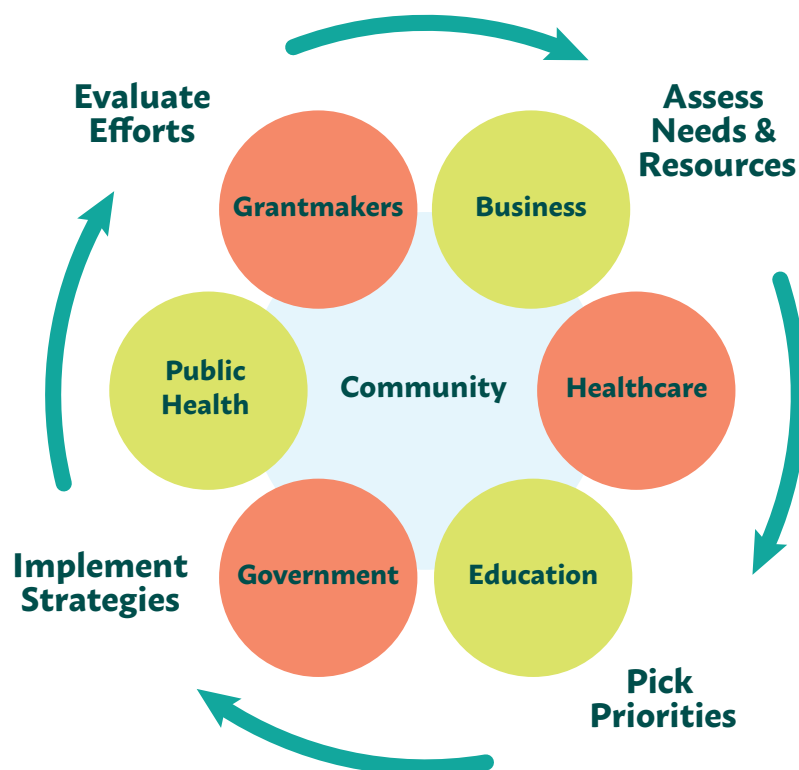 Evaluate
Efforts
Assess
Needs &
Resources
Grantmakers
Business
Public
Health
Community
Healthcare
Government
Education
Implement
Strategies
Pick
Priorities